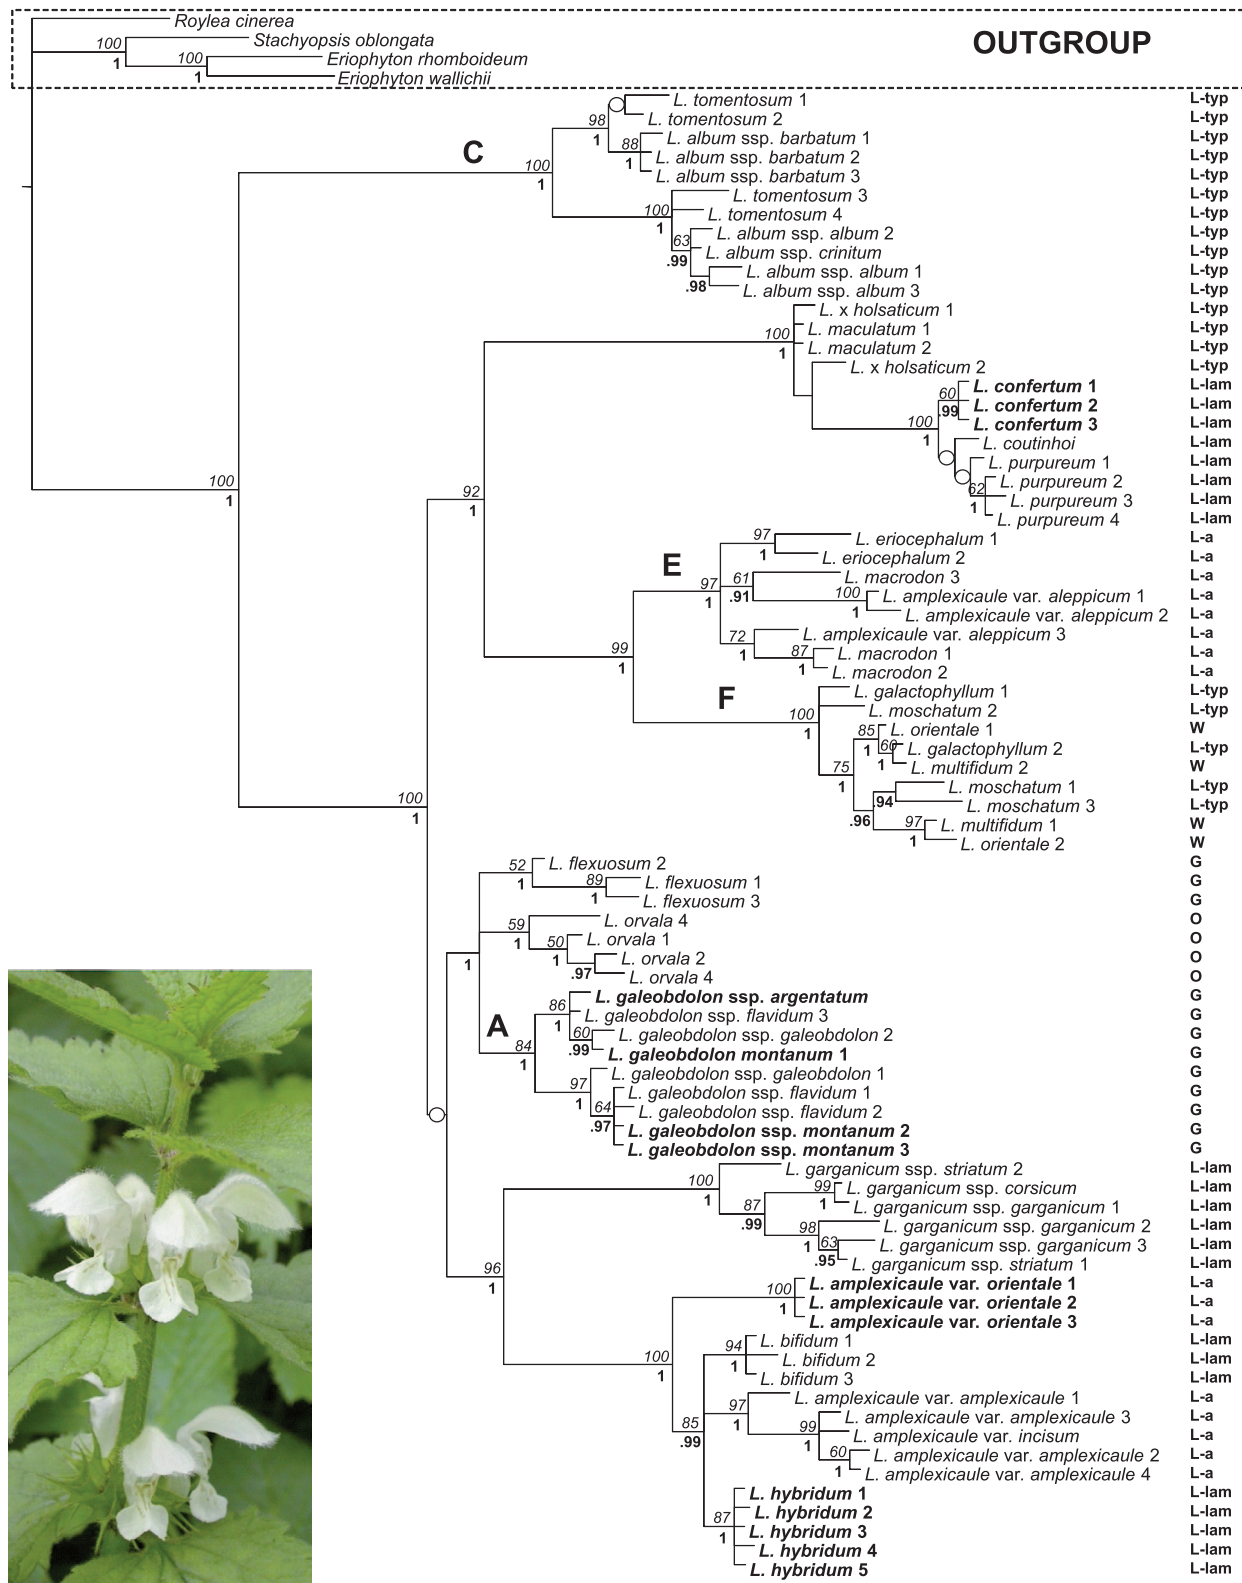 Roylea cinerea
100
1
Stachyopsis oblongata
100
1
Eriophyton rhomboideum
Eriophyton wallichii
OUTGROUP
L. tomentosum 1 L-typ
98
1
L. tomentosum 2 L-typ
88
1
L. album ssp. barbatum 1 L-typ
C
L. album ssp. barbatum 2 L-typ
100
1
L. album ssp. barbatum 3 L-typ
L. tomentosum 3 L-typ
100
1
L. tomentosum 4 L-typ
63
.99
L. album ssp. album 2 L-typ
L. album ssp. crinitum L-typ
.98
L. album ssp. album 1 L-typ
L. album ssp. album 3 L-typ
L. x holsaticum 1 L-typ
100
1
L. maculatum 1 L-typ
L. maculatum 2 L-typ
L. x holsaticum 2 L-typ
60
.99
L. confertum 1 L-lam
L. confertum 2 L-lam
100
1
L. confertum 3 L-lam
L. coutinhoi L-lam
L. purpureum 1 L-lam
62
1
L. purpureum 2 L-lam
100
1
92
1
L. purpureum 3 L-lam
L. purpureum 4 L-lam
97
1
L. eriocephalum 1 L-a
L. eriocephalum 2 L-a
E
97
1
61
.91
L. macrodon 3 L-a
100
1
L. amplexicaule var. aleppicum 1 L-a
L. amplexicaule var. aleppicum 2 L-a
72
1
L. amplexicaule var. aleppicum 3 L-a
99
1
87
1
L. macrodon 1 L-a
L. macrodon 2 L-a
F
L. galactophyllum 1 L-typ
100
1
L. moschatum 2 L-typ
85
1
L. orientale 1 W
60
1
L. galactophyllum 2 L-typ
75
1
L. multifidum 2 W
.94
L. moschatum 1 L-typ
100
1
.96
L. moschatum 3 L-typ
97
1
L. multifidum 1 W
L. orientale 2 W
52
1
L. flexuosum 2 G
89
1
L. flexuosum 1 G
L. flexuosum 3 G
59
1
L. orvala 4 O
50
1
L. orvala 1 O
1
.97
L. orvala 2 O
L. orvala 4 O
86
1
L. galeobdolon ssp. argentatum G
L. galeobdolon ssp. flavidum 3 G
A
60
.99
L. galeobdolon ssp. galeobdolon 2 G
84
1
L. galeobdolon montanum 1 G
97
1
L. galeobdolon ssp. galeobdolon 1 G
L. galeobdolon ssp. flavidum 1 G
64
.97
L. galeobdolon ssp. flavidum 2 G
L. galeobdolon ssp. montanum 2 G
L. galeobdolon ssp. montanum 3 G
L. garganicum ssp. striatum 2 L-lam
100
1
99
1
L. garganicum ssp. corsicum L-lam
87
.99
L. garganicum ssp. garganicum 1 L-lam
98
1
L. garganicum ssp. garganicum 2 L-lam
63
.95
L. garganicum ssp. garganicum 3 L-lam
L. garganicum ssp. striatum 1 L-lam
96
1
100
1
L. amplexicaule var. orientale 1 L-a
L. amplexicaule var. orientale 2 L-a
L. amplexicaule var. orientale 3 L-a
94
1
L. bifidum 1 L-lam
100
1
L. bifidum 2 L-lam
L. bifidum 3 L-lam
97
1
L. amplexicaule var. amplexicaule 1 L-a
85
.99
L. amplexicaule var. amplexicaule 3 L-a
99
1
L. amplexicaule var. incisum L-a
60
1
L. amplexicaule var. amplexicaule 2 L-a
L. amplexicaule var. amplexicaule 4 L-a
L. hybridum 1 L-lam
L. hybridum 2 L-lam
87
1
L. hybridum 3 L-lam
L. hybridum 4 L-lam
L. hybridum 5 L-lam